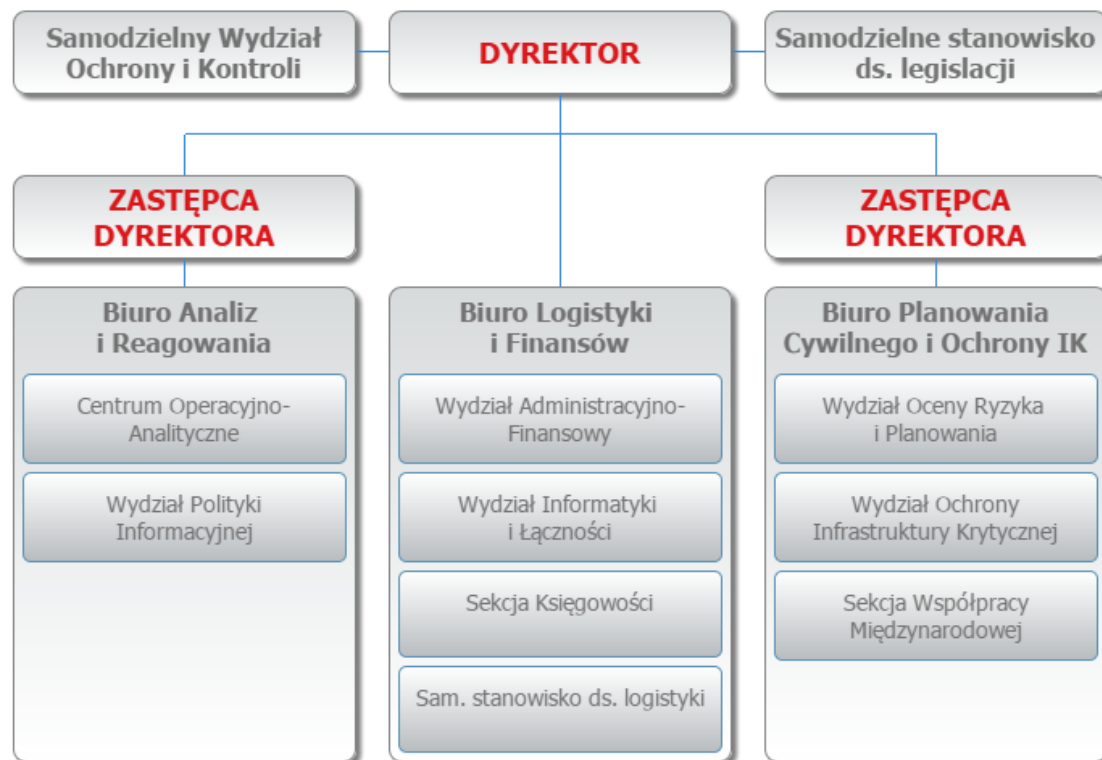 Samodzielny Wydział
Ochrony i Kontroli
DYREKTOR
Samodzielne stanowisko
ds. legislacji
ZASTĘPCA
DYREKTORA
ZASTĘPCA
DYREKTORA
Biuro Analiz
i Reagowania
Centrum Operacyjno-
Analityczne
Wydział Polityki
Informacyjnej
Biuro Logistyki
i Finansów
Wydział Administracyjno-
Finansowy
Wydział Informatyki
i Łączności
Sekcja Księgowości
Sam. stanowisko ds. logistyki
Biuro Planowania
Cywilnego i Ochrony IK
Wydział Oceny Ryzyka
i Planowania
Wydział Ochrony
Infrastruktury Krytycznej
Sekcja Współpracy
Międzynarodowej